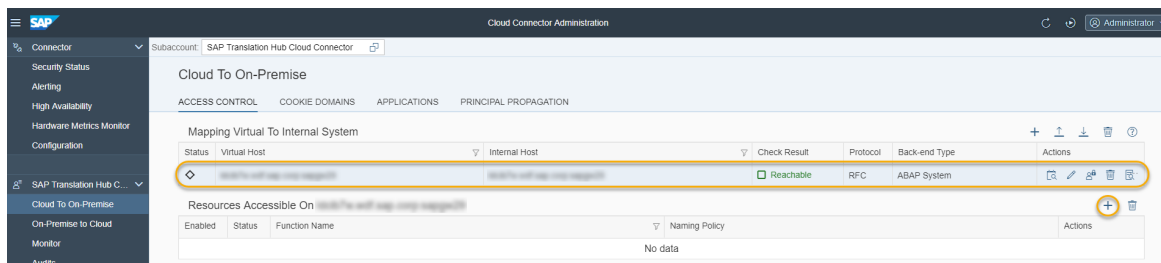 SAP
Cloud Connector Administration
Administrator
Connector
Subaccount: SAP Translation Hub Cloud Connector
Security Status
Alerting
High Availability
Hardware Metrics Monitor
Configuration
SAP Translation Hub C...
Cloud To On-Premise
On-Premise to Cloud
Monitor
Audits
Cloud To On-Premise
ACCESS CONTROL COOKIE DOMAINS APPLICATIONS PRINCIPAL PROPAGATION
Mapping Virtual To Internal System
Status Virtual Host Internal Host Check Result Protocol Back-end Type Actions
Reachable RFC ABAP System
Resources Accessible On
Enabled Status Function Name Naming Policy Actions
No data